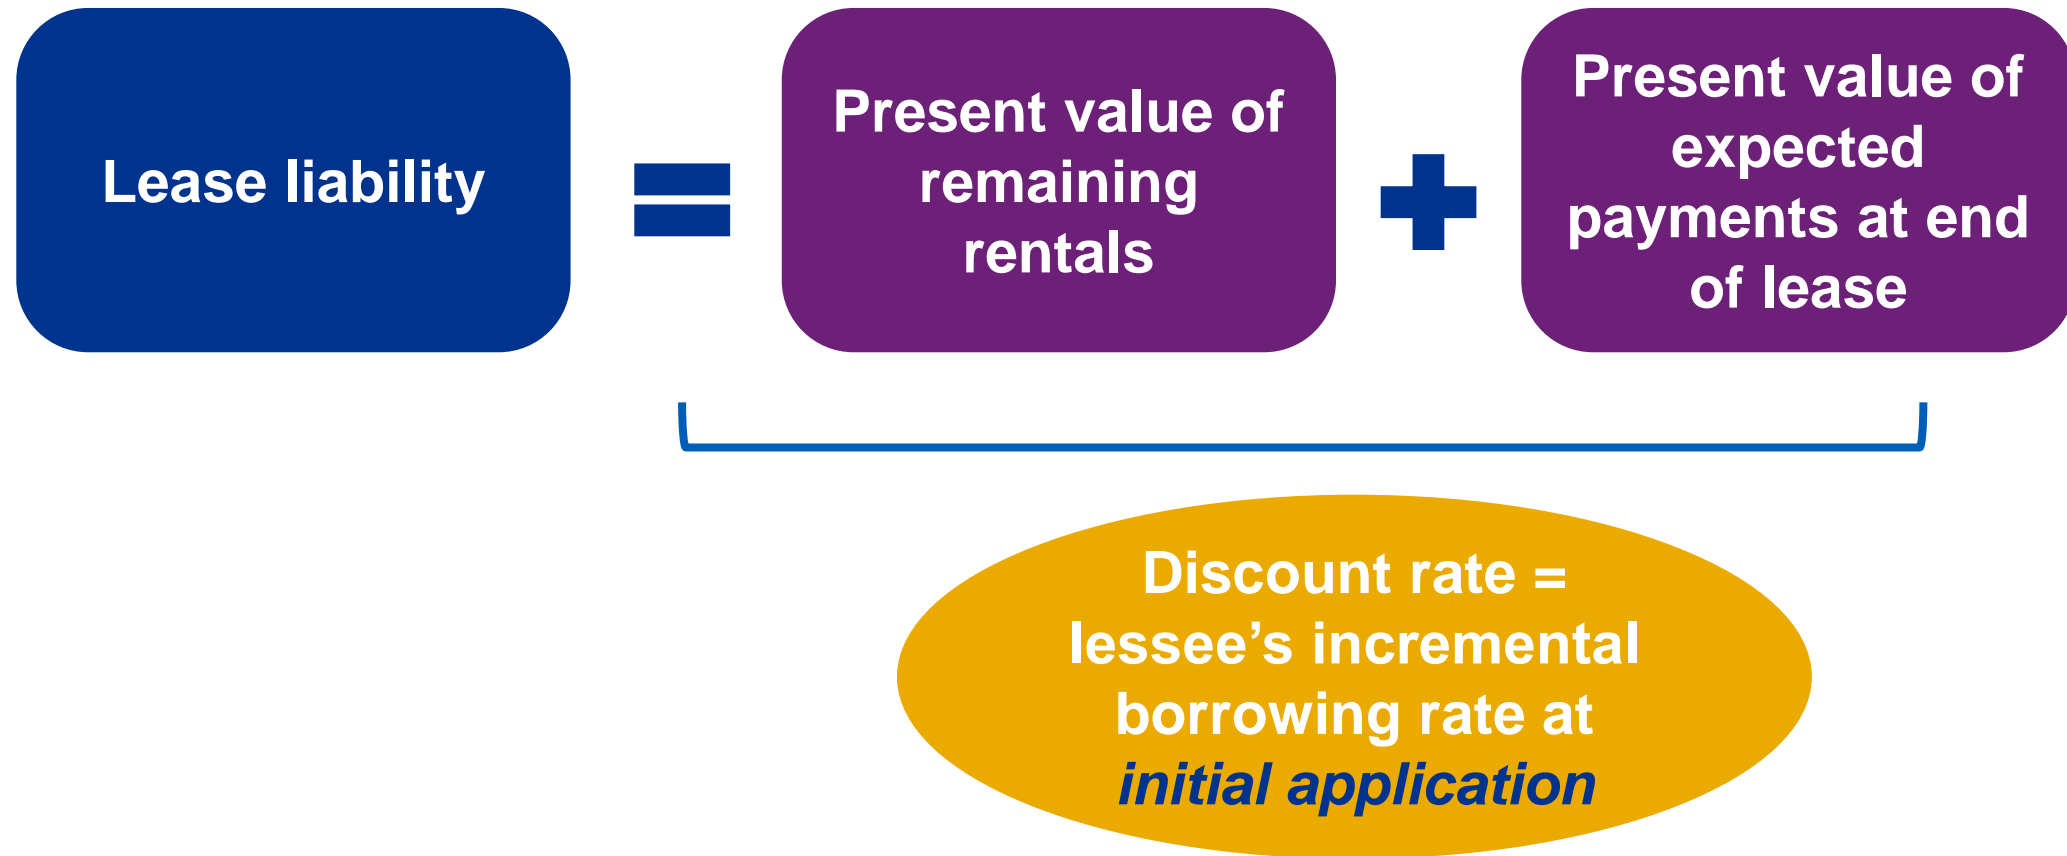 Lease liability
=
Present value of
remaining
rentals
+
Present value of
expected
payments at end
of lease
Discount rate =
lessee’s incremental
borrowing rate at
initial application